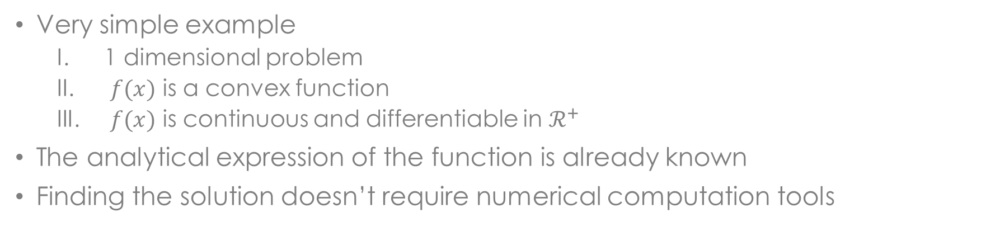 • Very simple example
I. 1 dimensional problem
II. f(x) is a convex function
III. f(x) is continuous and differentiable in ℛ⁺
• The analytical expression of the function is already known
• Finding the solution doesn’t require numerical computation tools